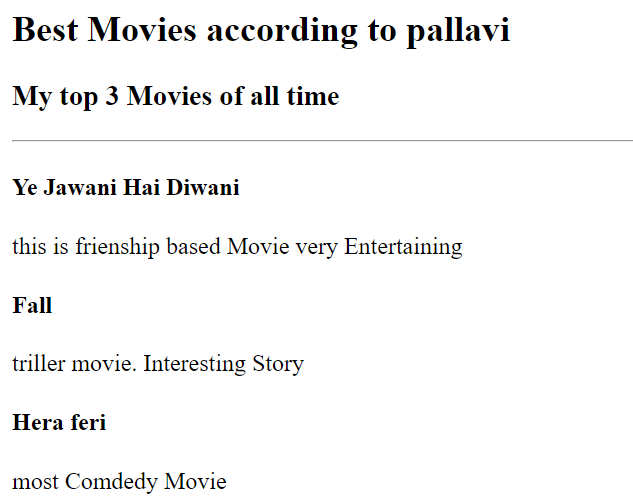 Best Movies according to pallavi
My top 3 Movies of all time
Ye Jawani Hai Diwani
this is frienship based Movie very Entertaining
Fall
triller movie. Interesting Story
Hera feri
most Comdedy Movie